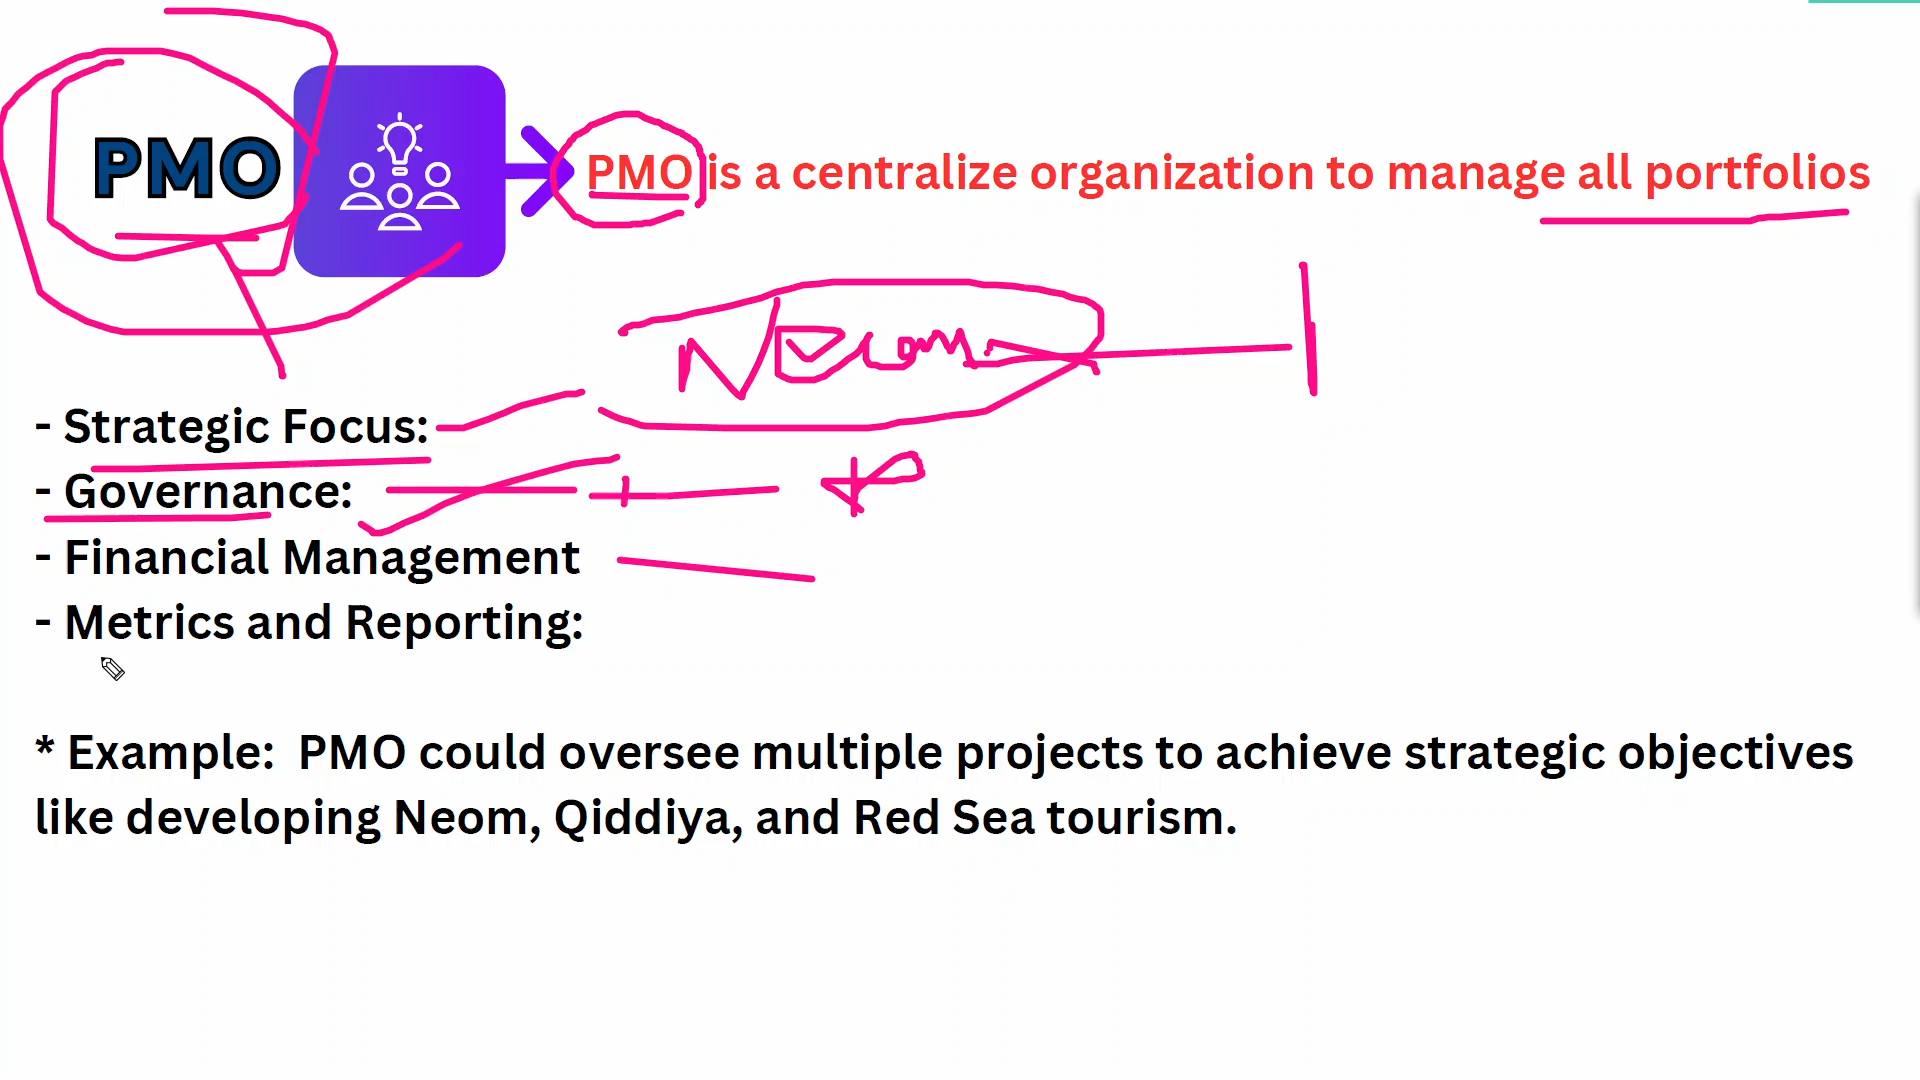 PMO
PMO is a centralize organization to manage all portfolios
Neom
- Strategic Focus:
- Governance:
- Financial Management
- Metrics and Reporting:
* Example: PMO could oversee multiple projects to achieve strategic objectives
like developing Neom, Qiddiya, and Red Sea tourism.